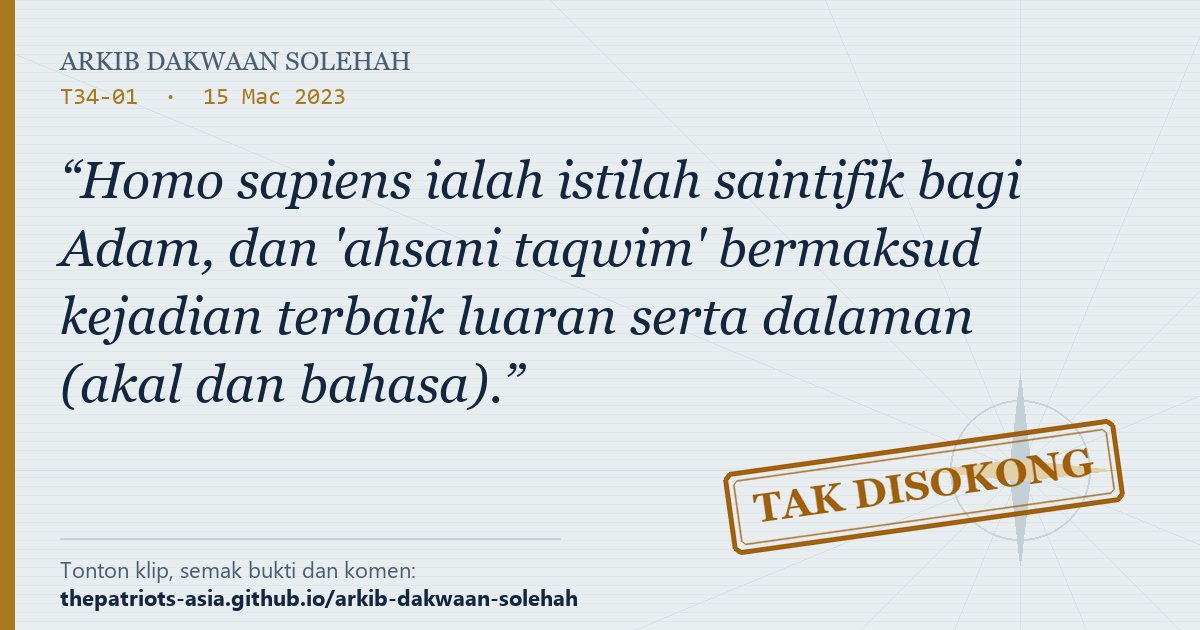 ARKIB DAKWAAN SOLEHAH
T34-01 · 15 Mac 2023
“Homo sapiens ialah istilah saintifik bagi
Adam, dan 'ahsani taqwim' bermaksud
kejadian terbaik luaran serta dalaman
(akal dan bahasa).”
TAK DISOKONG
Tonton klip, semak bukti dan komen:
thepatriots-asia.github.io/arkib-dakwaan-solehah